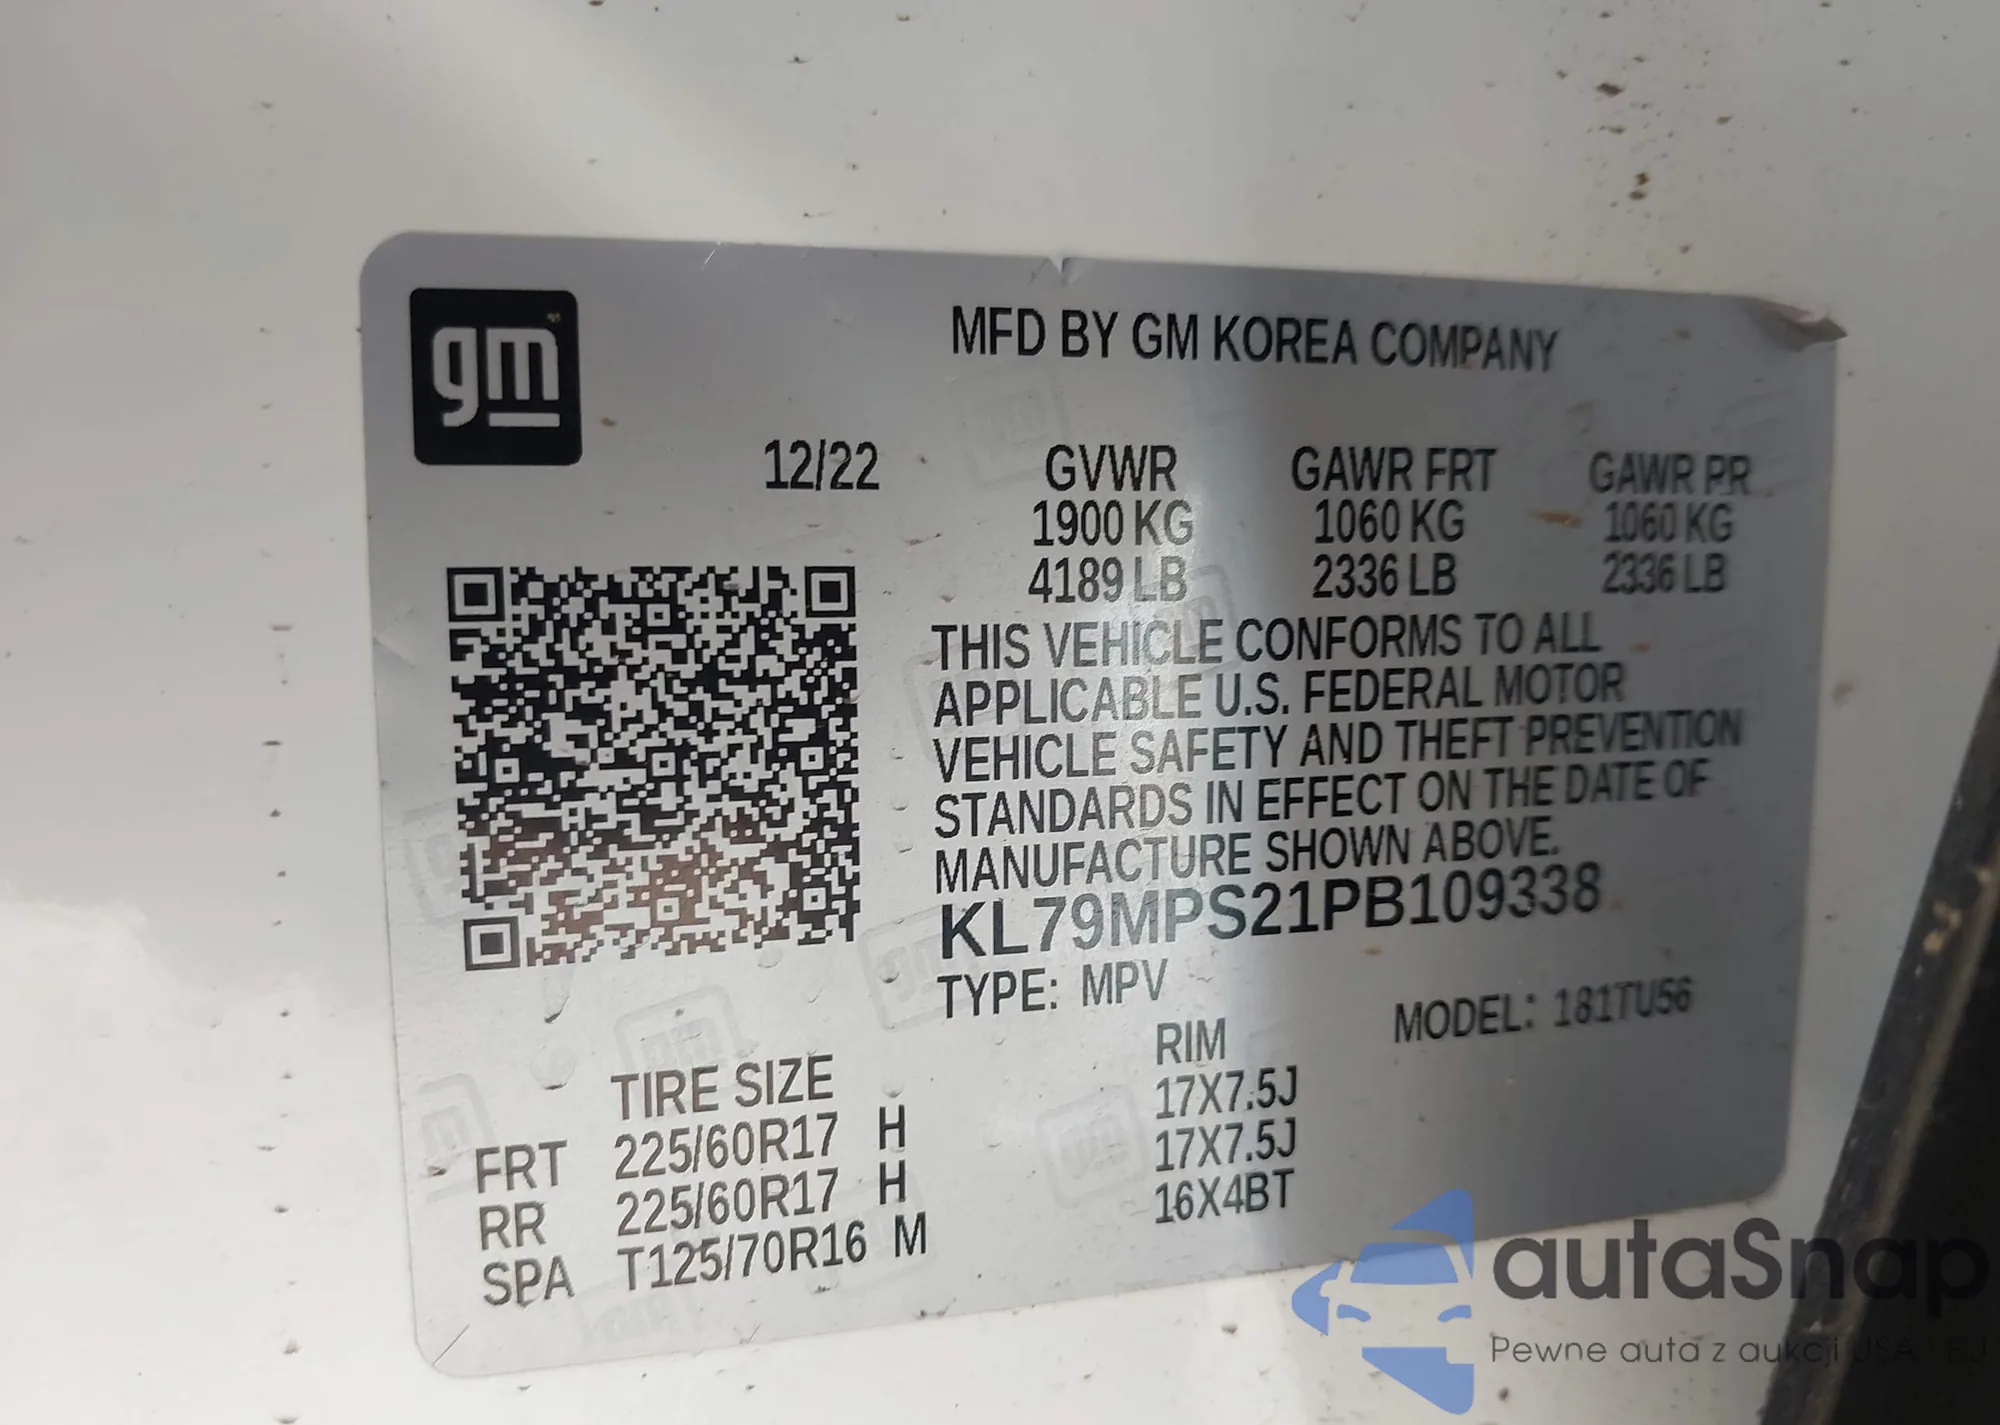 gm
MFD BY GM KOREA COMPANY
12/22 GVWR GAWR FRT GAWR RR
1900 KG 1060 KG 1060 KG
4189 LB 2336 LB 2336 LB
THIS VEHICLE CONFORMS TO ALL
APPLICABLE U.S. FEDERAL MOTOR
VEHICLE SAFETY AND THEFT PREVENTION
STANDARDS IN EFFECT ON THE DATE OF
MANUFACTURE SHOWN ABOVE.
KL79MPS21PB109338
TYPE: MPV MODEL: 181TU56
TIRE SIZE RIM
FRT 225/60R17 H 17X7.5J
RR 225/60R17 H 17X7.5J
SPA T125/70R16 M 16X4BT
autaSnap
Pewne auta z aukcji USA